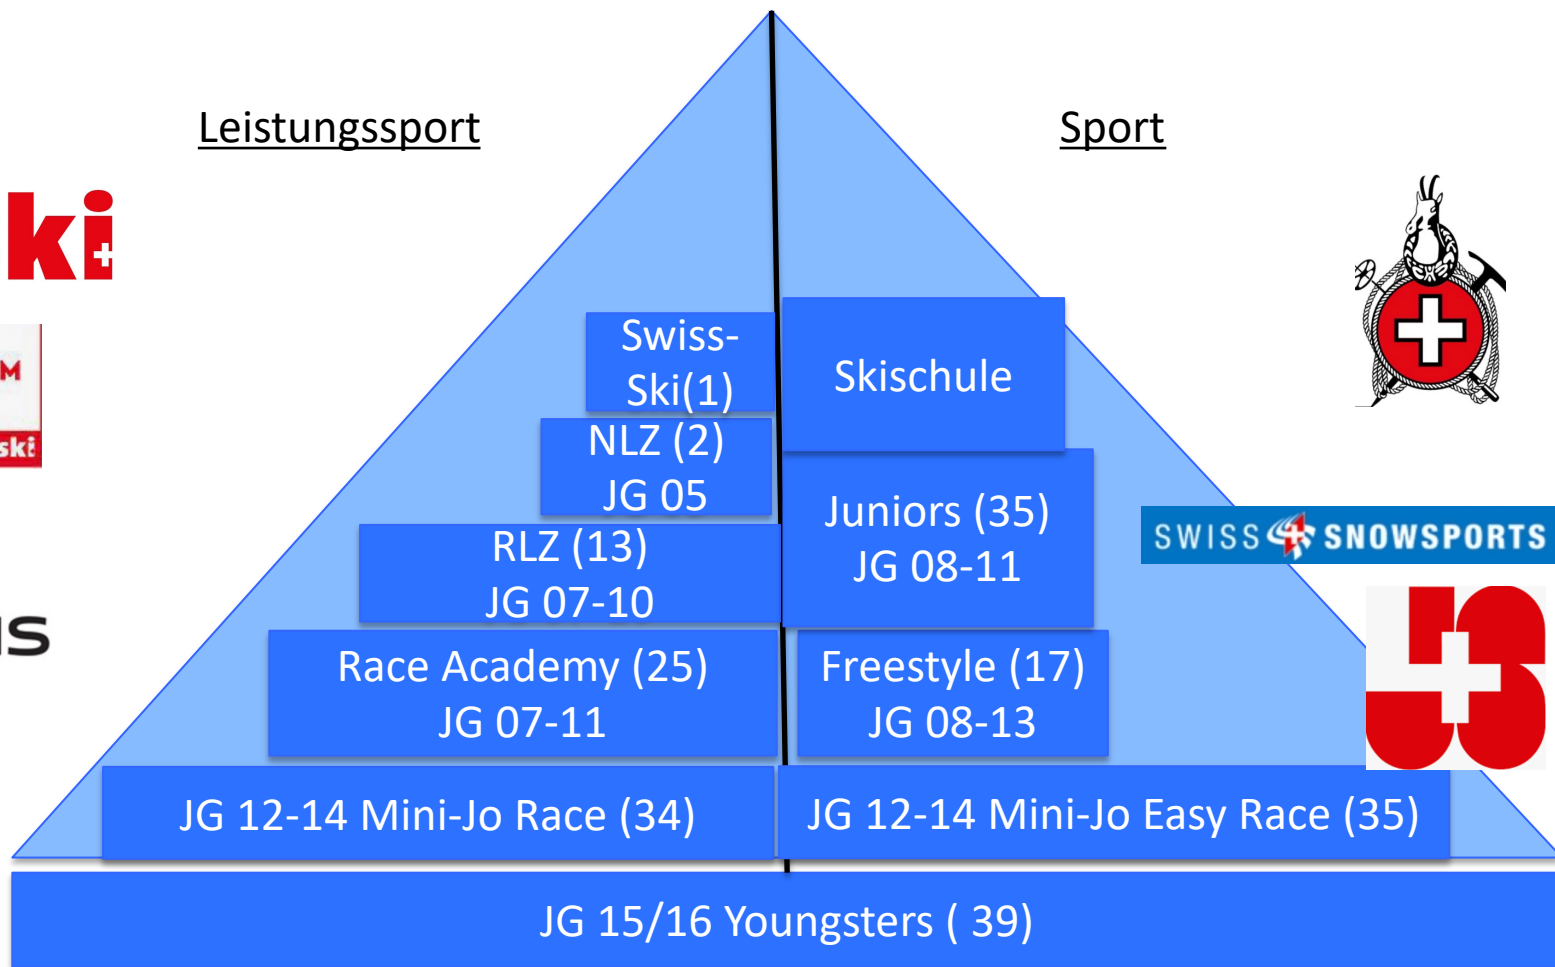 Leistungssport
Sport
ki
M
ski
Swiss-
Ski(1)
Skischule
NLZ (2)
JG 05
Juniors (35)
JG 08-11
SWISS SNOWSPORTS
RLZ (13)
JG 07-10
Race Academy (25)
JG 07-11
Freestyle (17)
JG 08-13
JG 12-14 Mini-Jo Race (34)
JG 12-14 Mini-Jo Easy Race (35)
JG 15/16 Youngsters ( 39)